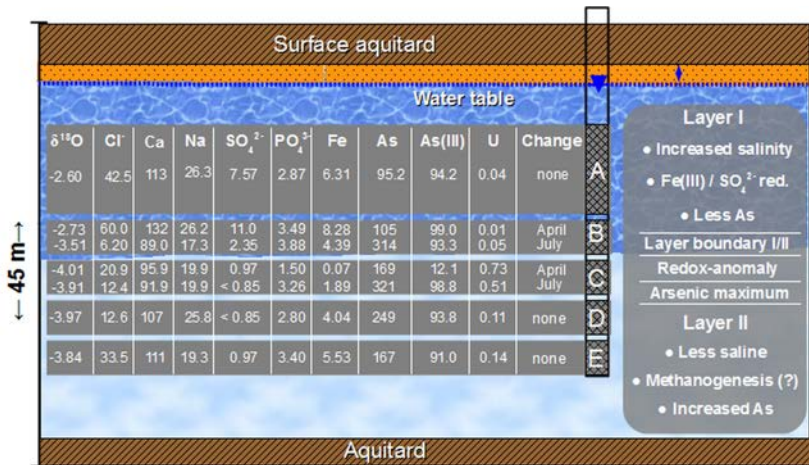 Surface aquitard
Water table
δ¹⁸O Cl⁻ Ca Na SO₄²⁻ PO₄³⁻ Fe As As(III) U Change
-2.60 42.5 113 26.3 7.57 2.87 6.31 95.2 94.2 0.04 none
-2.73 60.0 132 26.2 11.0 3.49 8.28 105 99.0 0.01 April
-3.51 6.20 89.0 17.3 2.35 3.88 4.39 314 93.3 0.05 July
-4.01 20.9 95.9 19.9 0.97 1.50 0.07 169 12.1 0.73 April
-3.91 12.4 91.9 19.9 < 0.85 3.26 1.89 321 98.8 0.51 July
-3.97 12.6 107 25.8 < 0.85 2.80 4.04 249 93.8 0.11 none
-3.84 33.5 111 19.3 0.97 3.40 5.53 167 91.0 0.14 none
A
B
C
D
E
Layer I
● Increased salinity
● Fe(III) / SO₄²⁻ red.
● Less As
Layer boundary I/II
Redox-anomaly
Arsenic maximum
Layer II
● Less saline
● Methanogenesis (?)
● Increased As
← 45 m→
Aquitard